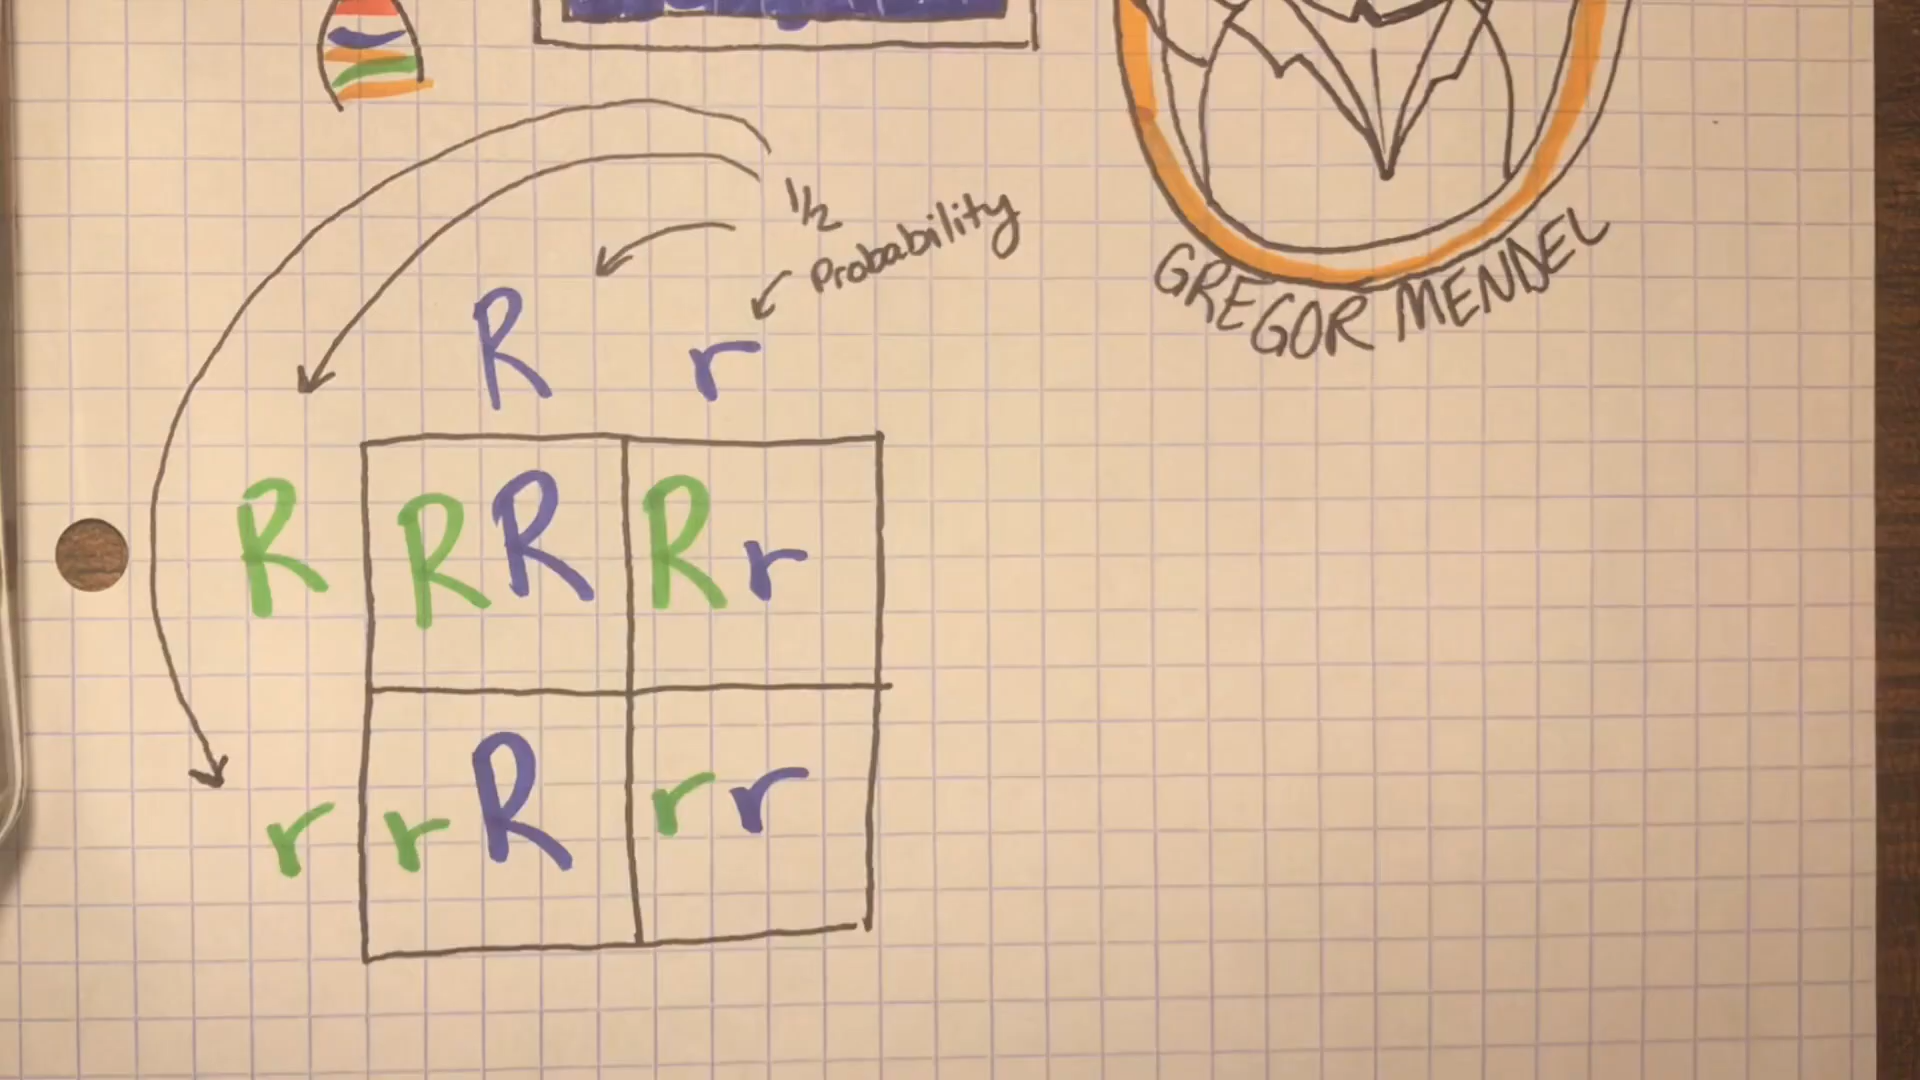 1/2
Probability
GREGOR MENDEL
R r
R RR Rr
r rR rr